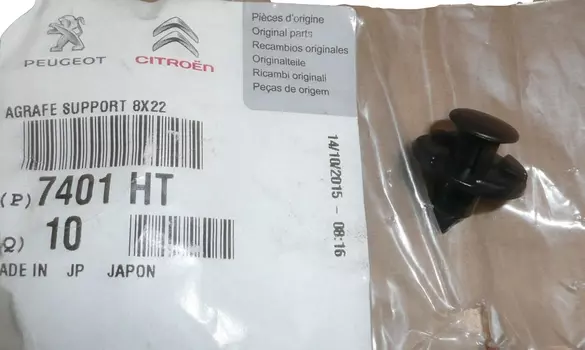 PEUGEOT
CITROËN
Pièces d'origine
Original parts
Recambios originales
Originalteile
Ricambi originali
Peças de origem
AGRAFE SUPPORT 8X22
(P) 7401 HT
Q) 10
ADE IN JP JAPON
14/10/2015 - 08:16